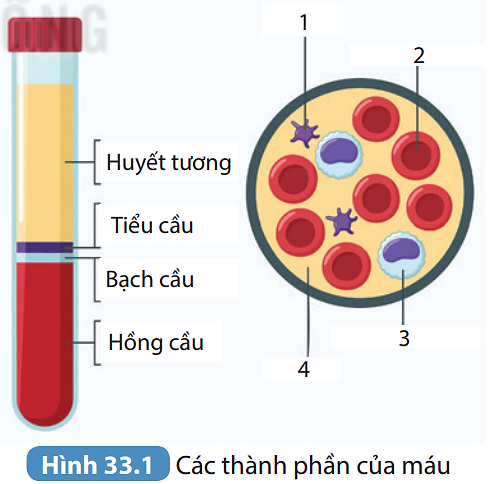 Huyết tương
Tiểu cầu
Bạch cầu
Hồng cầu
1
2
3
4
Hình 33.1 Các thành phần của máu